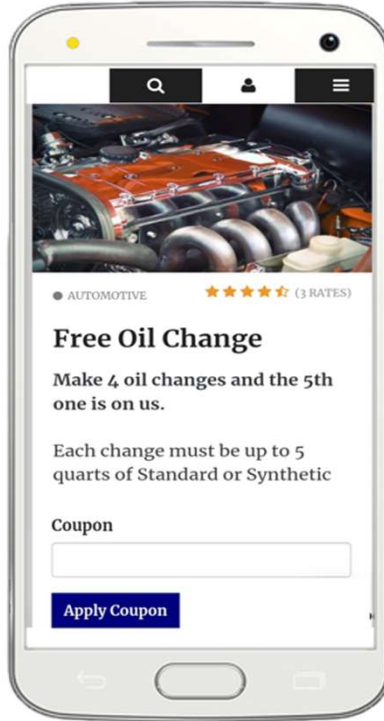 AUTOMOTIVE
(3 RATES)
Free Oil Change
Make 4 oil changes and the 5th
one is on us.
Each change must be up to 5
quarts of Standard or Synthetic
Coupon
Apply Coupon